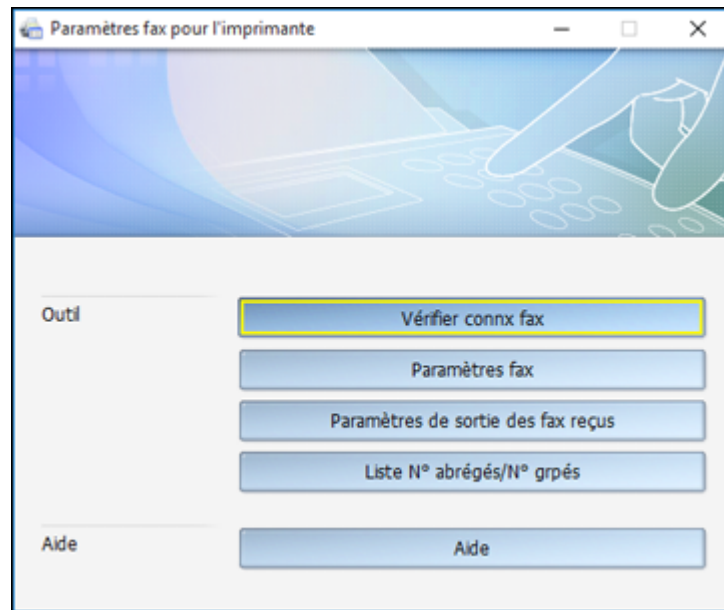 Paramètres fax pour l'imprimante
Outil
Vérifier connx fax
Paramètres fax
Paramètres de sortie des fax reçus
Liste N° abrégés/N° grpés
Aide
Aide